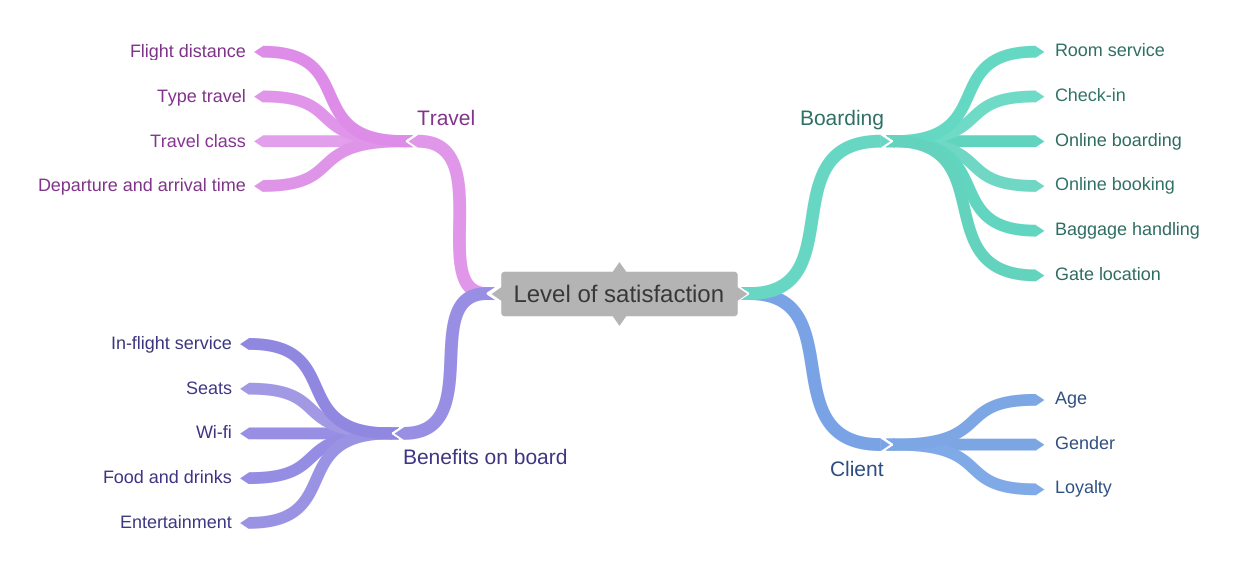 Level of satisfaction
Travel
Flight distance
Type travel
Travel class
Departure and arrival time
Benefits on board
In-flight service
Seats
Wi-fi
Food and drinks
Entertainment
Boarding
Room service
Check-in
Online boarding
Online booking
Baggage handling
Gate location
Client
Age
Gender
Loyalty